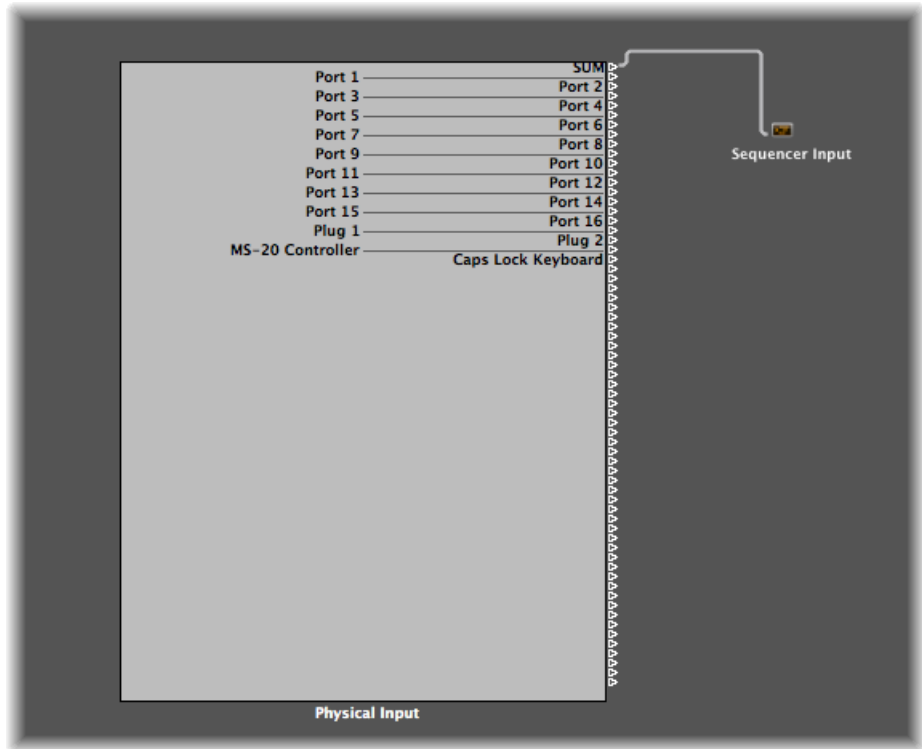 SUM
Port 1
Port 2
Port 3
Port 4
Port 5
Port 6
Port 7
Port 8
Port 9
Port 10
Port 11
Port 12
Port 13
Port 14
Port 15
Port 16
Plug 1
Plug 2
MS-20 Controller
Caps Lock Keyboard
Sequencer Input
Physical Input